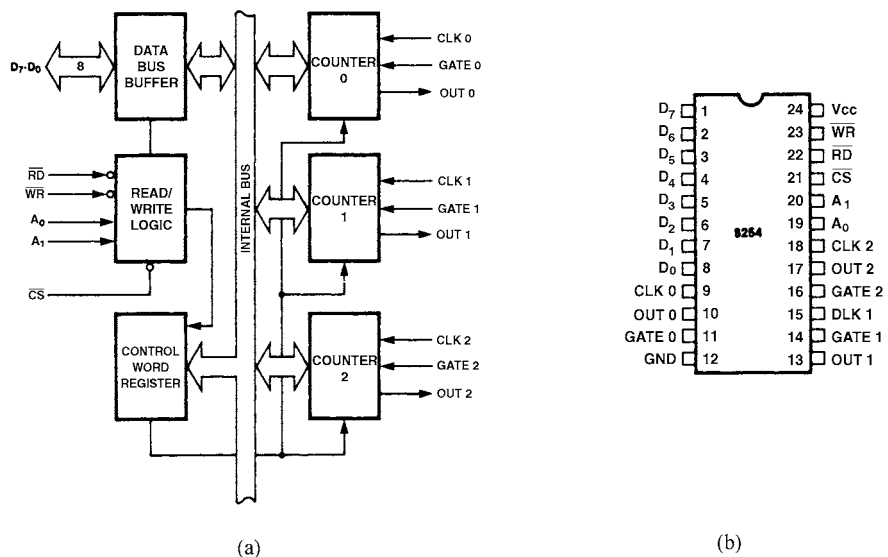 D7-D0
8
DATA
BUS
BUFFER
RD
WR
A0
A1
READ/
WRITE
LOGIC
CS
CONTROL
WORD
REGISTER
INTERNAL BUS
COUNTER
0
CLK 0
GATE 0
OUT 0
COUNTER
1
CLK 1
GATE 1
OUT 1
COUNTER
2
CLK 2
GATE 2
OUT 2
(a)
8254
D7 1 24 Vcc
D6 2 23 WR
D5 3 22 RD
D4 4 21 CS
D3 5 20 A1
D2 6 19 A0
D1 7 18 CLK 2
D0 8 17 OUT 2
CLK 0 9 16 GATE 2
OUT 0 10 15 DLK 1
GATE 0 11 14 GATE 1
GND 12 13 OUT 1
(b)